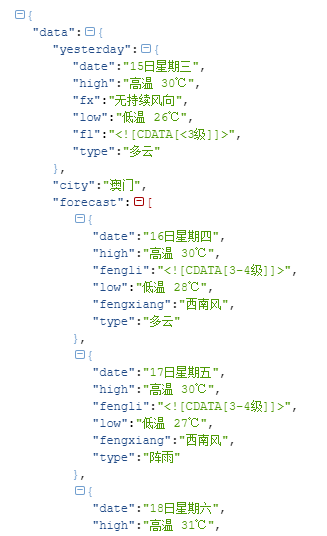 {
"data":{
"yesterday":{
"date":"15日星期三",
"high":"高温 30℃",
"fx":"无持续风向",
"low":"低温 26℃",
"fl":"<![CDATA[<3级]]>",
"type":"多云"
},
"city":"澳门",
"forecast":[
{
"date":"16日星期四",
"high":"高温 30℃",
"fengli":"<![CDATA[3-4级]]>",
"low":"低温 28℃",
"fengxiang":"西南风",
"type":"多云"
},
{
"date":"17日星期五",
"high":"高温 30℃",
"fengli":"<![CDATA[3-4级]]>",
"low":"低温 27℃",
"fengxiang":"西南风",
"type":"阵雨"
},
{
"date":"18日星期六",
"high":"高温 31℃",